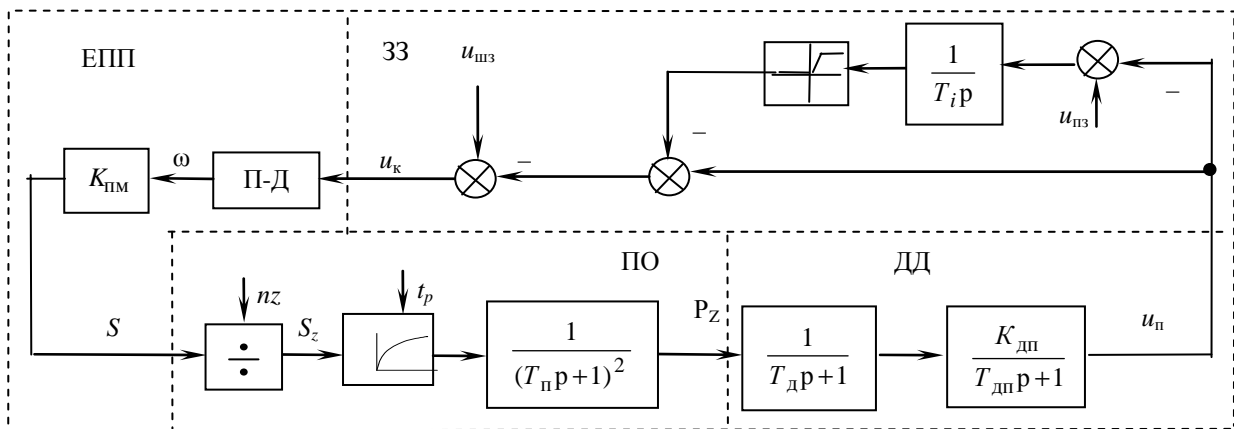 ЕПП
ЗЗ
u_шз
1
T_i p
–
u_пз
–
K_пм
ω
П-Д
u_к
–
ПО
ДД
S
nz
S_z
t_p
1
(T_п p+1)^2
P_Z
1
T_д p+1
К_дп
T_дп p+1
u_п